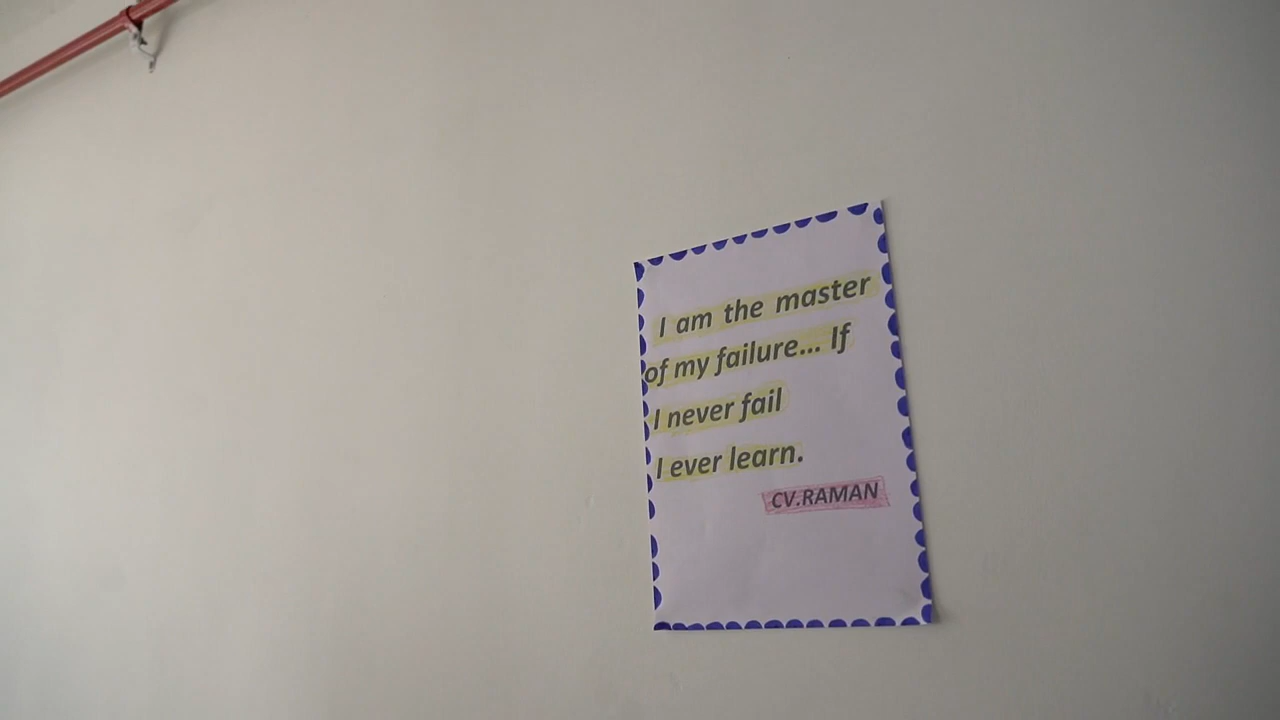 I am the master
of my failure... If
I never fail
I ever learn.
CV.RAMAN